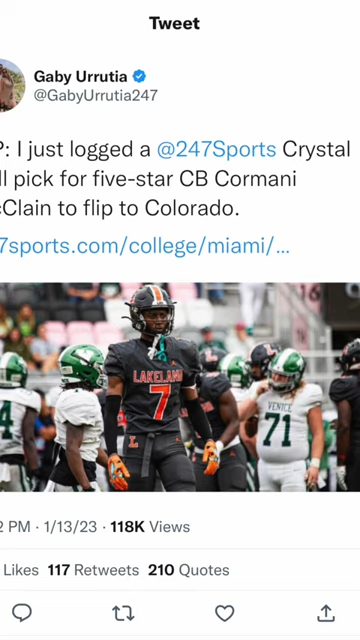 Tweet
Gaby Urrutia
@GabyUrrutia247
: I just logged a @247Sports Crystal
pick for five-star CB Cormani
Clain to flip to Colorado.
7sports.com/college/miami/...
LAKELAND
7
L
VENICE
71
4
PM · 1/13/23 · 118K Views
Likes 117 Retweets 210 Quotes